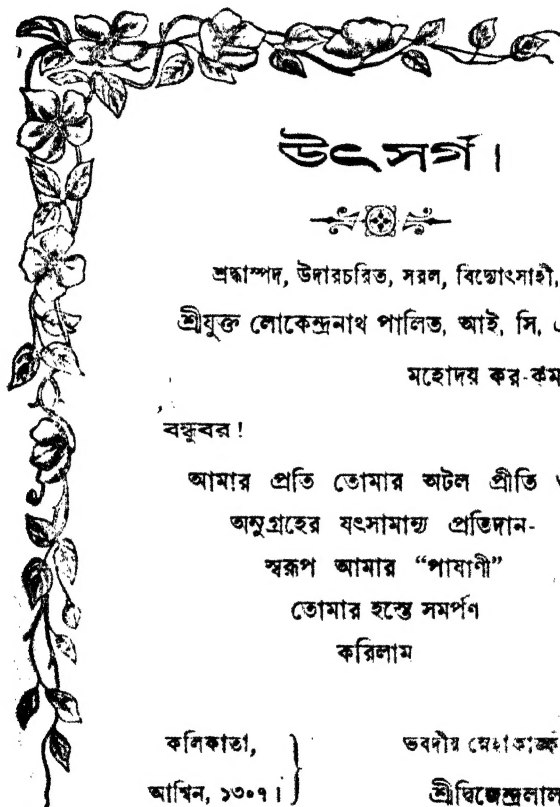 উৎসর্গ।
শ্রদ্ধাস্পদ, উদারচরিত, সরল, বিদ্যোৎসাহী,
শ্রীযুক্ত লোকেন্দ্রনাথ পালিত, আই, সি,
মহোদয় কর-কম
বন্ধুবর!
আমার প্রতি তোমার অটল প্রীতি
অনুগ্রহের যৎসামান্য প্রতিদান-
স্বরূপ আমার “পাষাণী”
তোমার হস্তে সমর্পণ
করিলাম
কলিকাতা,
আশ্বিন, ১৩০৭।
ভবদীয় স্নেহাকাঙ্ক্ষ
শ্রীদ্বিজেন্দ্রলাল